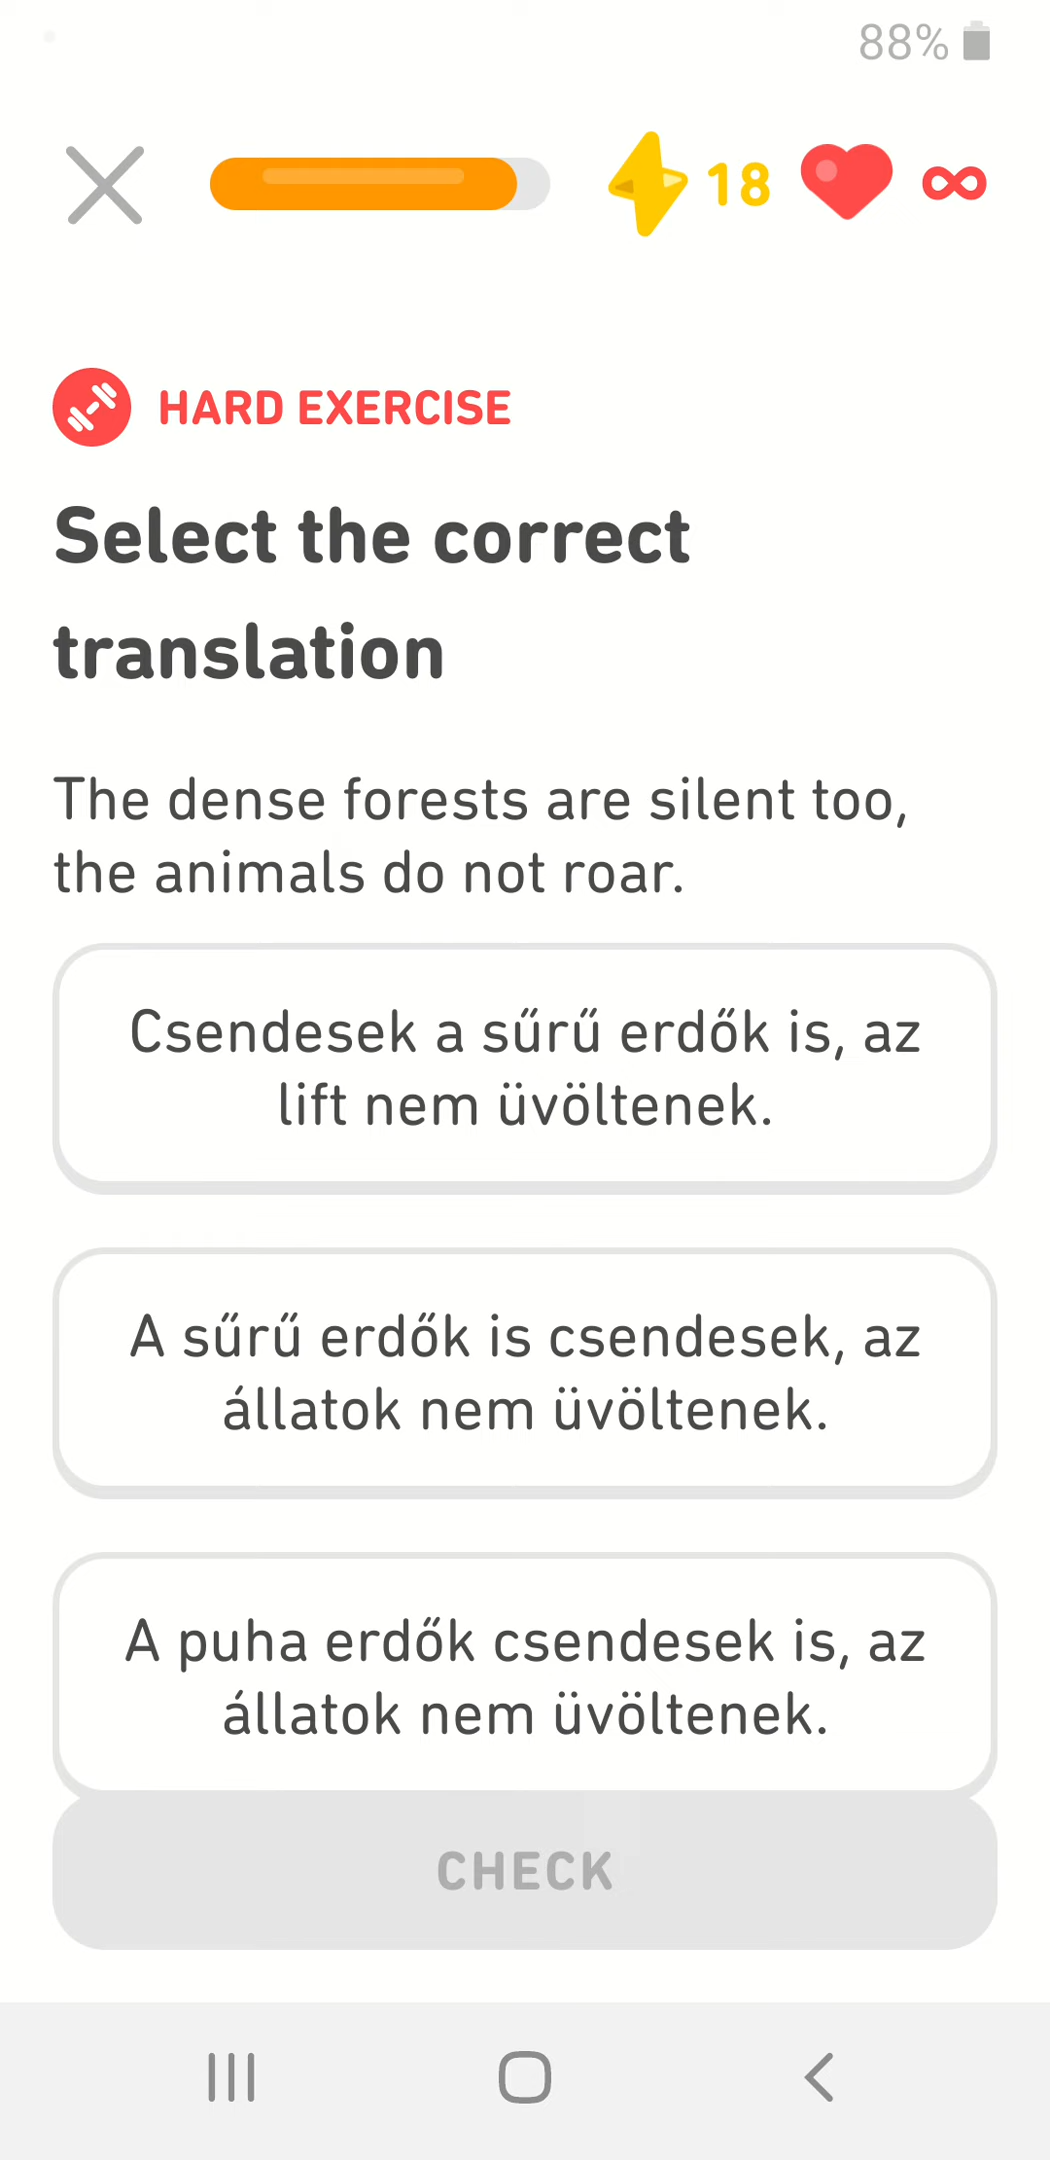 88%
18 ∞
HARD EXERCISE
Select the correct
translation
The dense forests are silent too,
the animals do not roar.
Csendesek a sűrű erdők is, az
lift nem üvöltenek.
A sűrű erdők is csendesek, az
állatok nem üvöltenek.
A puha erdők csendesek is, az
állatok nem üvöltenek.
CHECK